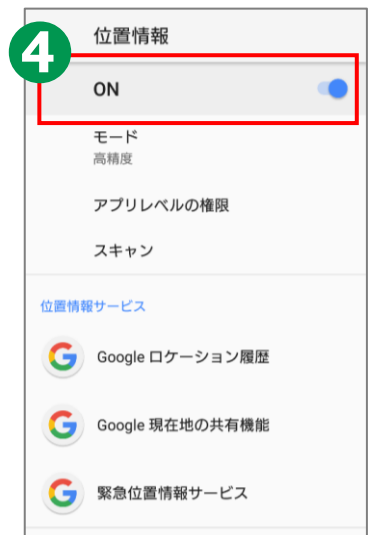 4
位置情報
ON
モード
高精度
アプリレベルの権限
スキャン
位置情報サービス
Google ロケーション履歴
Google 現在地の共有機能
緊急位置情報サービス